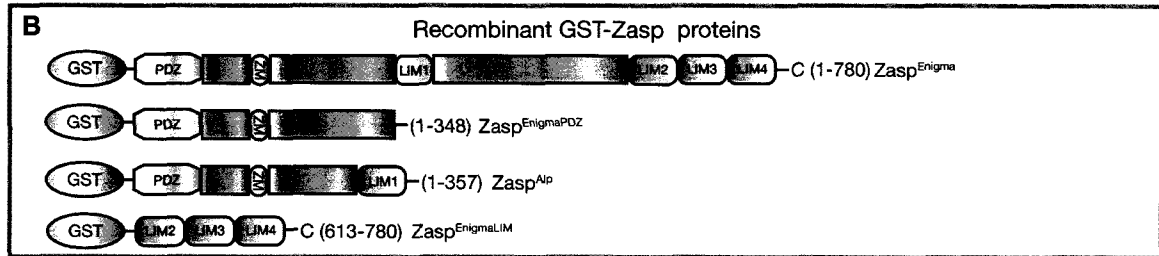 B Recombinant GST-Zasp proteins
GST PDZ ZM LIM1 LIM2 LIM3 LIM4 C (1-780) Zasp^Enigma
GST PDZ ZM (1-348) Zasp^EnigmaPDZ
GST PDZ ZM LIM1 (1-357) Zasp^Alp
GST LIM2 LIM3 LIM4 C (613-780) Zasp^EnigmaLIM